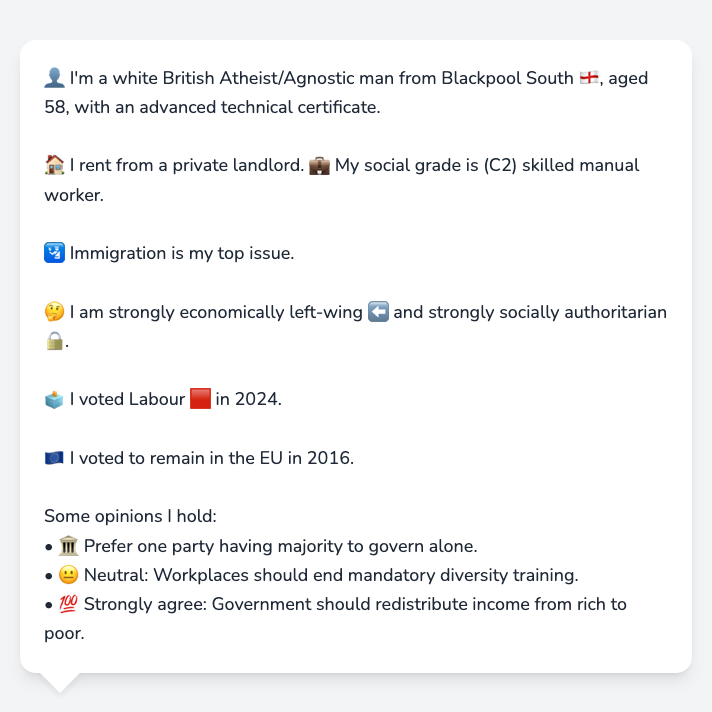 👤 I'm a white British Atheist/Agnostic man from Blackpool South 🏴󠁧󠁢󠁥󠁮󠁧󠁿, aged
58, with an advanced technical certificate.
🏠 I rent from a private landlord. 💼 My social grade is (C2) skilled manual
worker.
🛂 Immigration is my top issue.
🤔 I am strongly economically left-wing ⬅️ and strongly socially authoritarian
🔒.
🗳️ I voted Labour 🟥 in 2024.
🇪🇺 I voted to remain in the EU in 2016.
Some opinions I hold:
• 🏛️ Prefer one party having majority to govern alone.
• 😐 Neutral: Workplaces should end mandatory diversity training.
• 💯 Strongly agree: Government should redistribute income from rich to
poor.